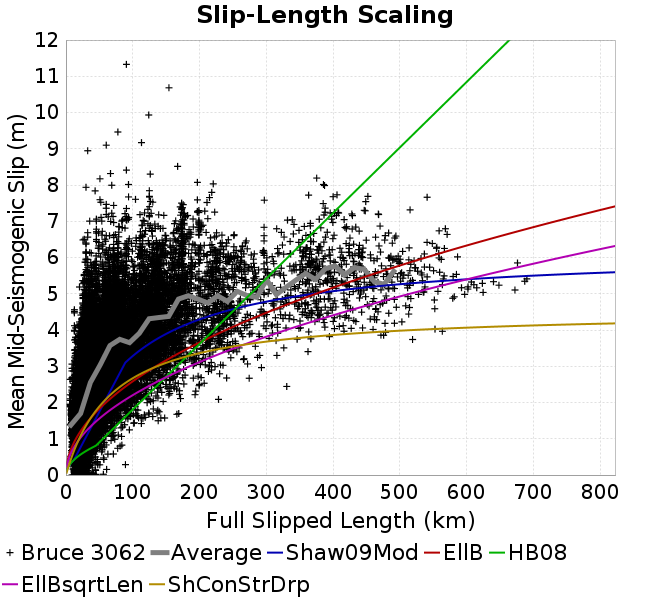 Slip-Length Scaling
Mean Mid-Seismogenic Slip (m)
12
11
10
9
8
7
6
5
4
3
2
1
0
0 100 200 300 400 500 600 700 800
Full Slipped Length (km)
Bruce 3062 Average Shaw09Mod EllB HB08
EllBsqrtLen ShConStrDrp